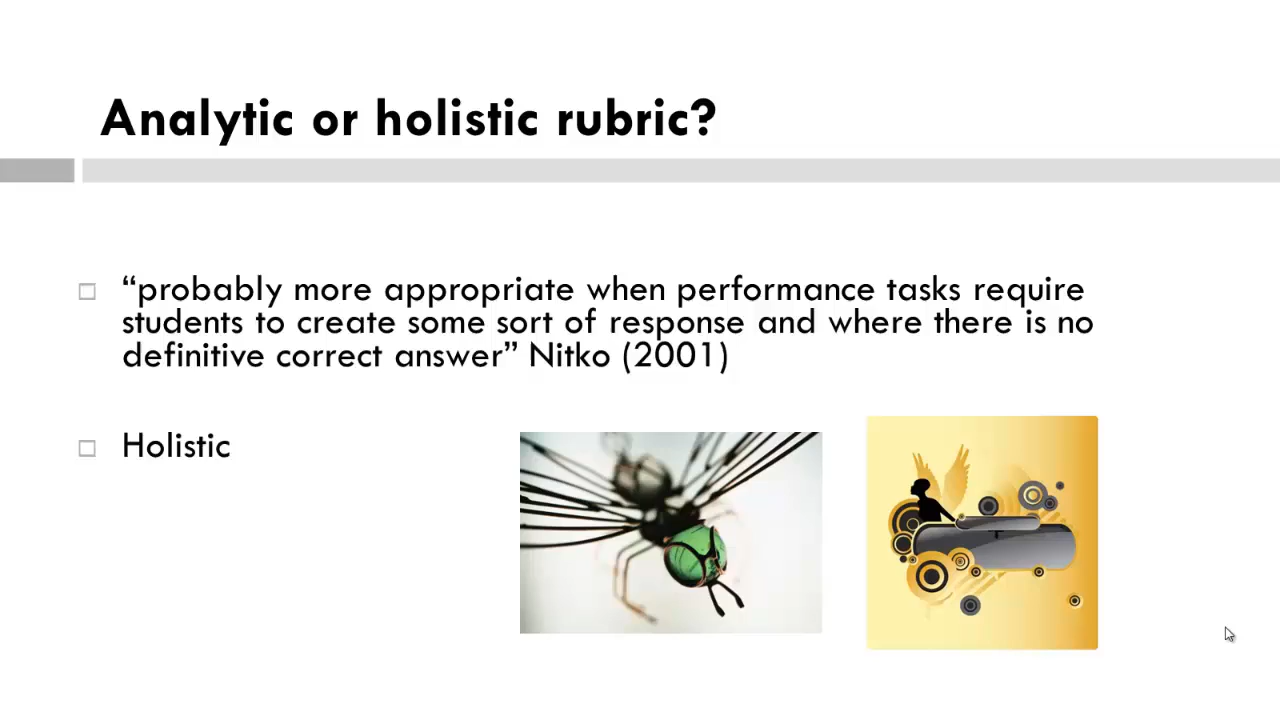 Analytic or holistic rubric?
“probably more appropriate when performance tasks require
students to create some sort of response and where there is no
definitive correct answer” Nitko (2001)
Holistic